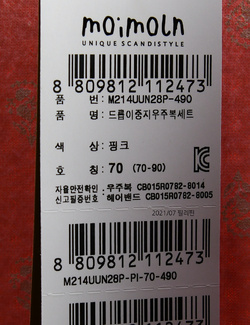 moimoln
UNIQUE SCANDISTYLE
8 809812 112473
품 번: M214UUN28P-490
품 명: 드름이중지우주복세트
색 상: 핑크
호 칭: 70 (70-90)
자율안전확인 · 우주복 CB015R0782-8014
신고필증번호 · 헤어밴드 CB015R0782-8005
2021/07
8 809812 112473
M214UUN28P-PI-70-490